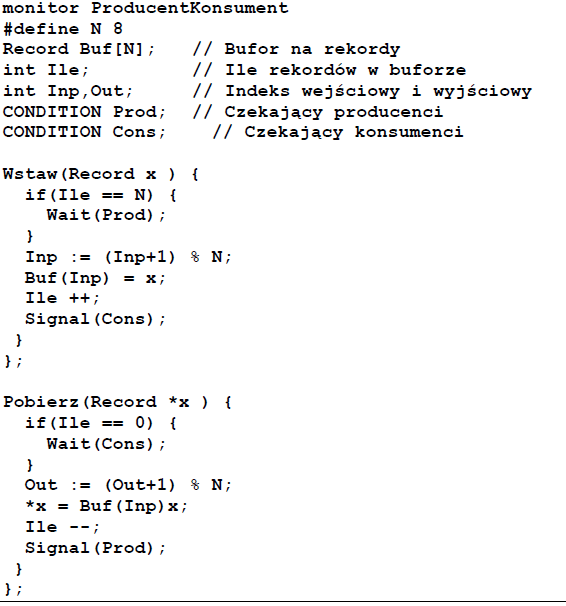 monitor ProducentKonsument
#define N 8
Record Buf[N];   // Bufor na rekordy
int Ile;         // Ile rekordów w buforze
int Inp,Out;     // Indeks wejściowy i wyjściowy
CONDITION Prod;  // Czekający producenci
CONDITION Cons;    // Czekający konsumenci

Wstaw(Record x ) {
  if(Ile == N) {
    Wait(Prod);
  }
  Inp := (Inp+1) % N;
  Buf(Inp) = x;
  Ile ++;
  Signal(Cons);
 }
};

Pobierz(Record *x ) {
  if(Ile == 0) {
    Wait(Cons);
  }
  Out := (Out+1) % N;
  *x = Buf(Inp)x;
  Ile --;
  Signal(Prod);
 }
};